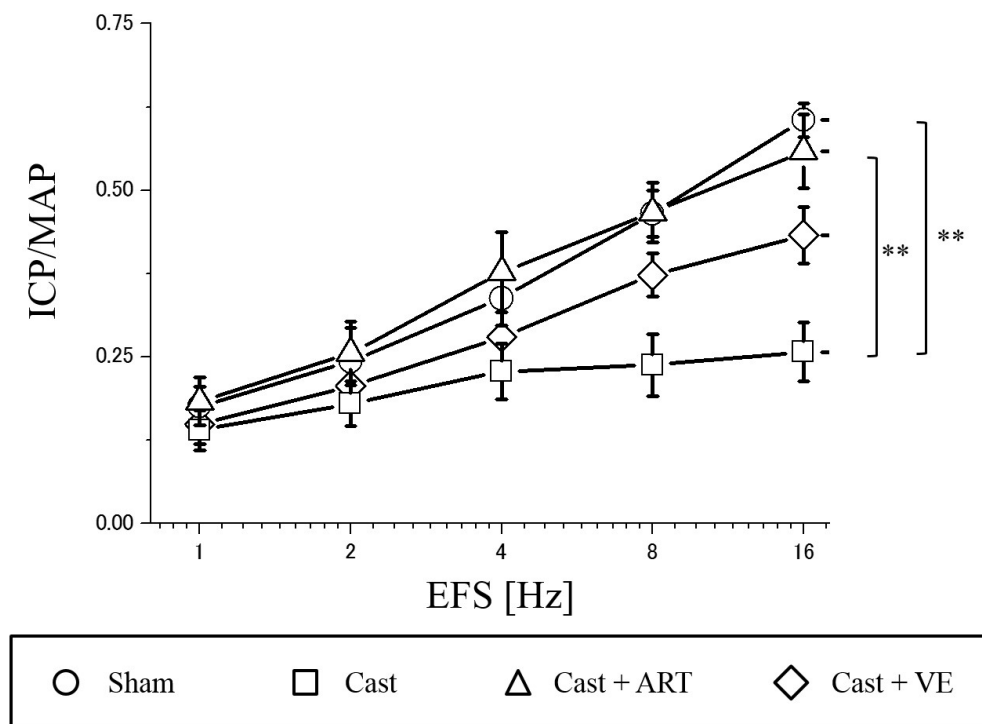 0.75
0.50
0.25
0.00
ICP/MAP
** **
1 2 4 8 16
EFS [Hz]
Sham Cast Cast + ART Cast + VE